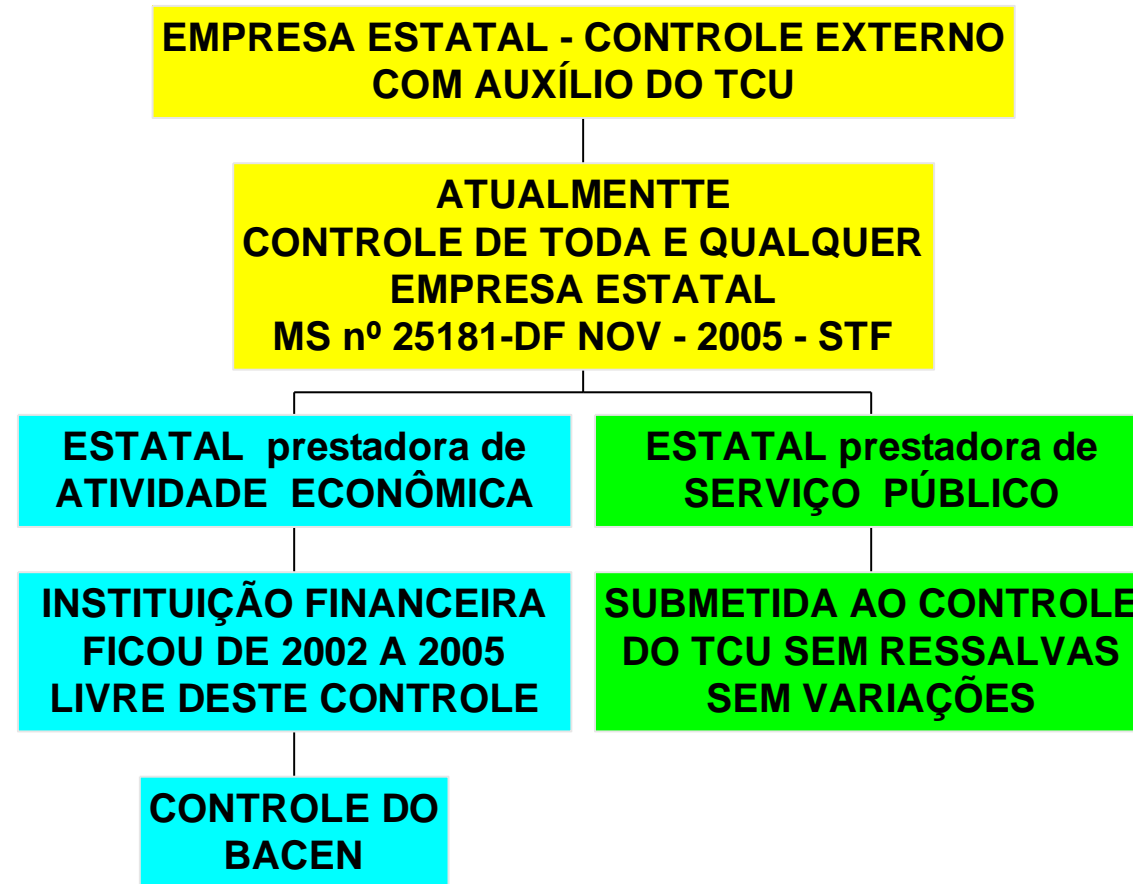 EMPRESA ESTATAL - CONTROLE EXTERNO
COM AUXÍLIO DO TCU
ATUALMENTTE
CONTROLE DE TODA E QUALQUER
EMPRESA ESTATAL
MS nº 25181-DF NOV - 2005 - STF
ESTATAL prestadora de
ATIVIDADE ECONÔMICA
ESTATAL prestadora de
SERVIÇO PÚBLICO
INSTITUIÇÃO FINANCEIRA
FICOU DE 2002 A 2005
LIVRE DESTE CONTROLE
SUBMETIDA AO CONTROLE
DO TCU SEM RESSALVAS
SEM VARIAÇÕES
CONTROLE DO
BACEN